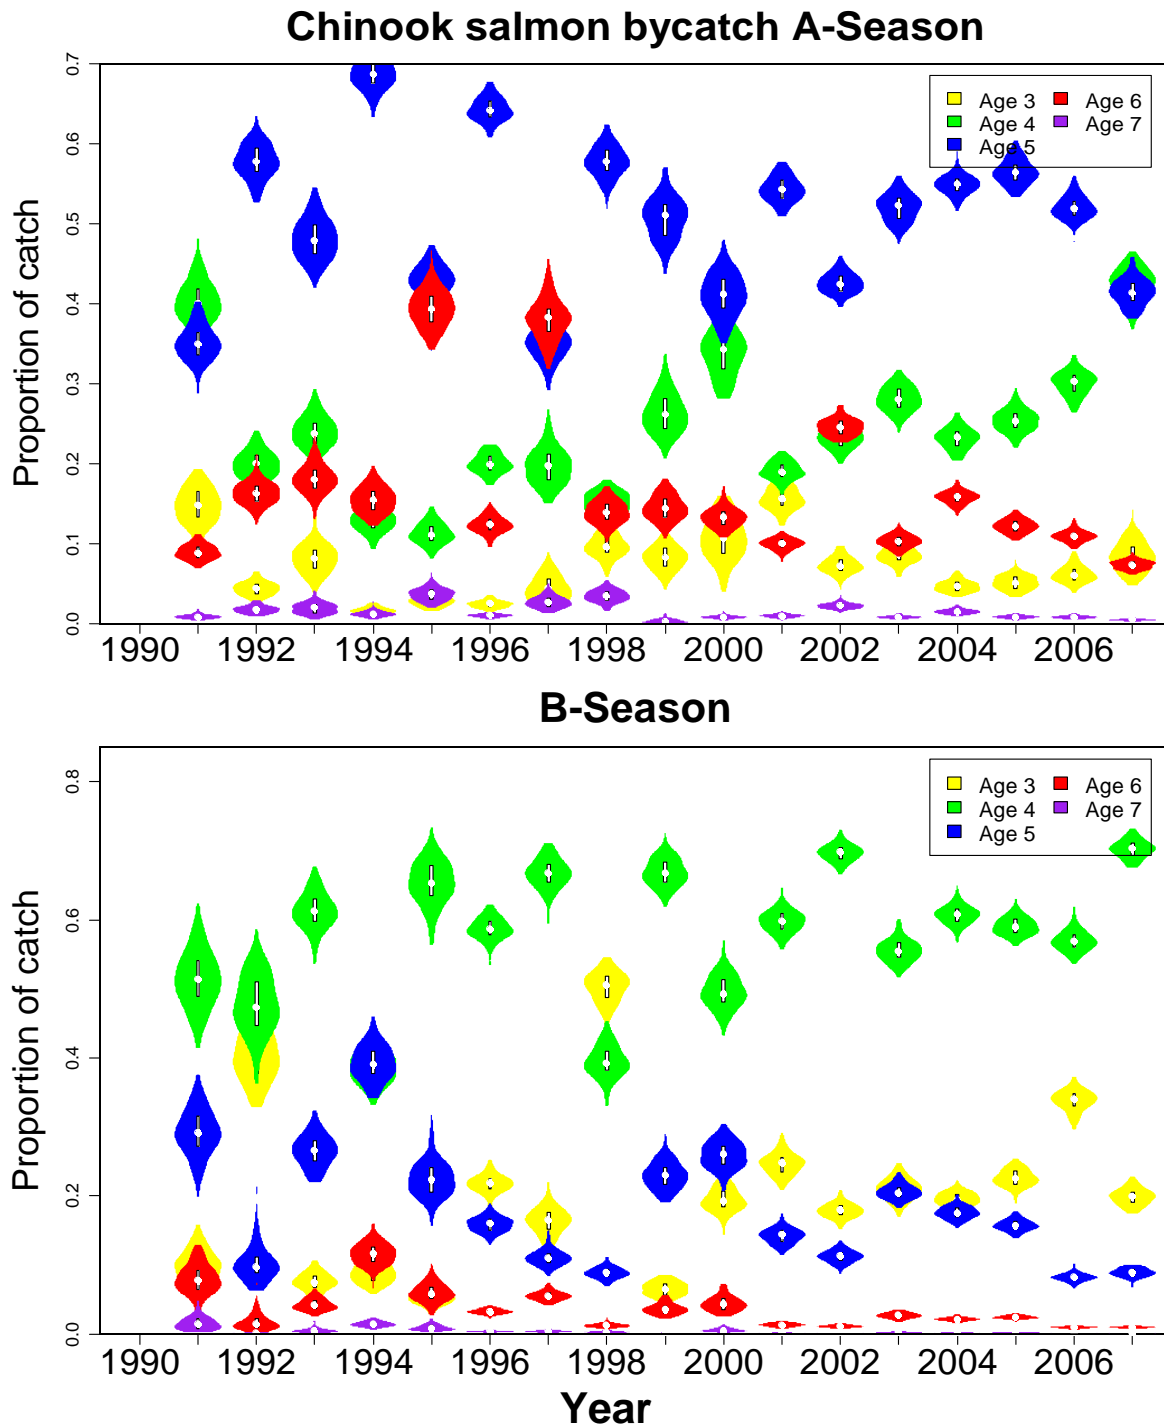 Chinook salmon bycatch A-Season
0.7
0.6
0.5
0.4
0.3
0.2
0.1
0.0
Proportion of catch
Age 3 Age 6
Age 4 Age 7
Age 5
1990 1992 1994 1996 1998 2000 2002 2004 2006
B-Season
0.8
0.6
0.4
0.2
0.0
Proportion of catch
Age 3 Age 6
Age 4 Age 7
Age 5
1990 1992 1994 1996 1998 2000 2002 2004 2006
Year